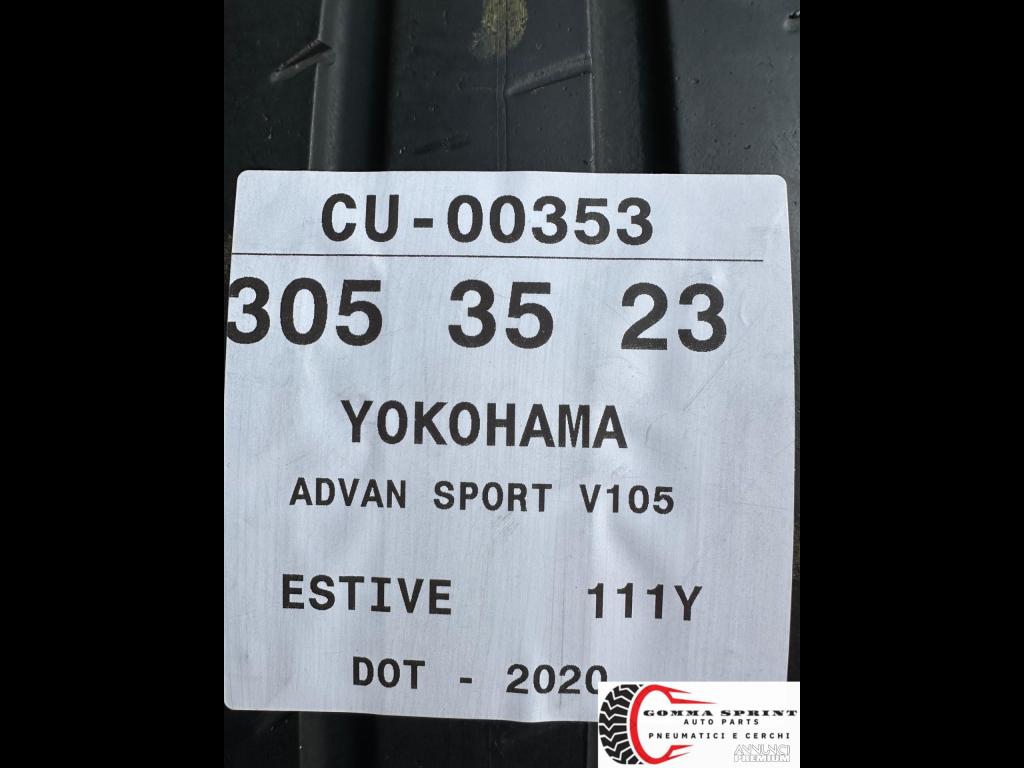 CU-00353
305 35 23
YOKOHAMA
ADVAN SPORT V105
ESTIVE 111Y
DOT - 2020
GOMMA SPRINT
AUTO PARTS
PNEUMATICI E CERCHI
ANNUNCI
PREMIUM